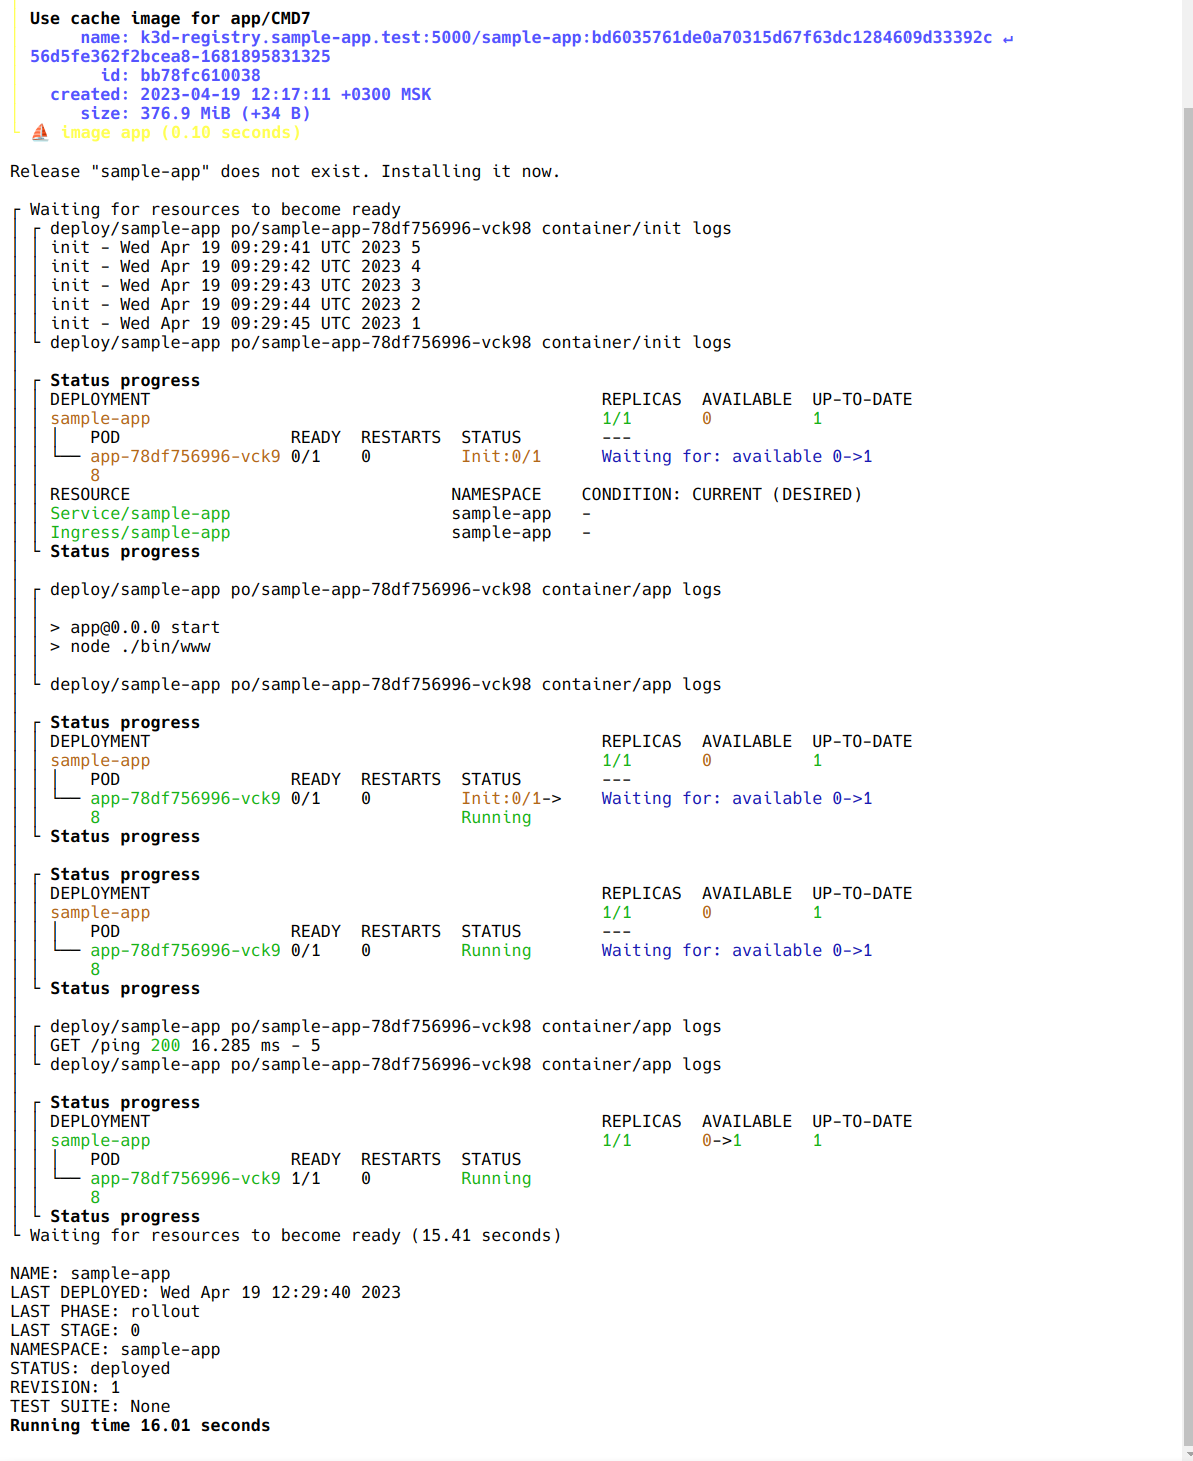 Use cache image for app/CMD7
name: k3d-registry.sample-app.test:5000/sample-app:bd6035761de0a70315d67f63dc1284609d33392c ↵
56d5fe362f2bcea8-1681895831325
id: bb78fc610038
created: 2023-04-19 12:17:11 +0300 MSK
size: 376.9 MiB (+34 B)
⛵ image app (0.10 seconds)
Release "sample-app" does not exist. Installing it now.
Waiting for resources to become ready
deploy/sample-app po/sample-app-78df756996-vck98 container/init logs
init - Wed Apr 19 09:29:41 UTC 2023 5
init - Wed Apr 19 09:29:42 UTC 2023 4
init - Wed Apr 19 09:29:43 UTC 2023 3
init - Wed Apr 19 09:29:44 UTC 2023 2
init - Wed Apr 19 09:29:45 UTC 2023 1
deploy/sample-app po/sample-app-78df756996-vck98 container/init logs
Status progress
DEPLOYMENT REPLICAS AVAILABLE UP-TO-DATE
sample-app 1/1 0 1
POD READY RESTARTS STATUS ---
app-78df756996-vck9 0/1 0 Init:0/1 Waiting for: available 0->1
8
RESOURCE NAMESPACE CONDITION: CURRENT (DESIRED)
Service/sample-app sample-app -
Ingress/sample-app sample-app -
Status progress
deploy/sample-app po/sample-app-78df756996-vck98 container/app logs
> app@0.0.0 start
> node ./bin/www
deploy/sample-app po/sample-app-78df756996-vck98 container/app logs
Status progress
DEPLOYMENT REPLICAS AVAILABLE UP-TO-DATE
sample-app 1/1 0 1
POD READY RESTARTS STATUS ---
app-78df756996-vck9 0/1 0 Init:0/1-> Waiting for: available 0->1
8 Running
Status progress
Status progress
DEPLOYMENT REPLICAS AVAILABLE UP-TO-DATE
sample-app 1/1 0 1
POD READY RESTARTS STATUS ---
app-78df756996-vck9 0/1 0 Running Waiting for: available 0->1
8
Status progress
deploy/sample-app po/sample-app-78df756996-vck98 container/app logs
GET /ping 200 16.285 ms - 5
deploy/sample-app po/sample-app-78df756996-vck98 container/app logs
Status progress
DEPLOYMENT REPLICAS AVAILABLE UP-TO-DATE
sample-app 1/1 0->1 1
POD READY RESTARTS STATUS
app-78df756996-vck9 1/1 0 Running
8
Status progress
Waiting for resources to become ready (15.41 seconds)
NAME: sample-app
LAST DEPLOYED: Wed Apr 19 12:29:40 2023
LAST PHASE: rollout
LAST STAGE: 0
NAMESPACE: sample-app
STATUS: deployed
REVISION: 1
TEST SUITE: None
Running time 16.01 seconds